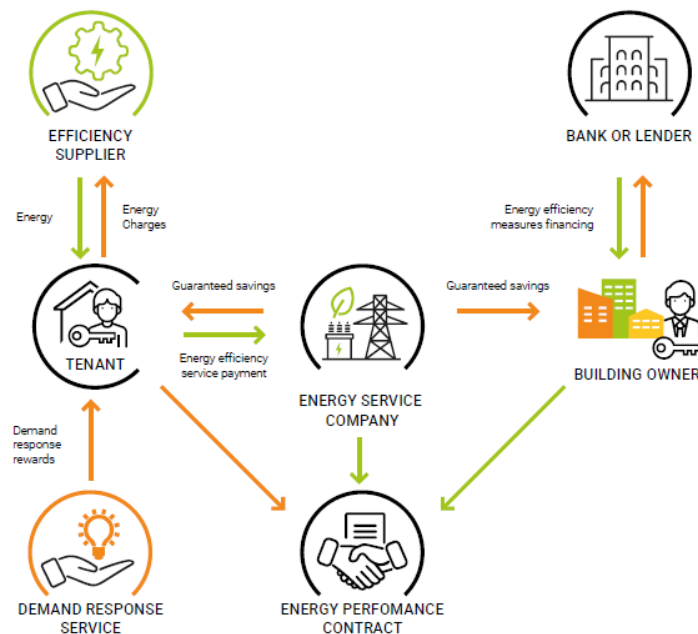 EFFICIENCY
SUPPLIER
BANK OR LENDER
Energy
Energy
Charges
Energy efficiency
measures financing
Guaranteed savings
Guaranteed savings
TENANT
Energy efficiency
service payment
BUILDING OWNER
ENERGY SERVICE
COMPANY
Demand
response
rewards
DEMAND RESPONSE
SERVICE
ENERGY PERFOMANCE
CONTRACT